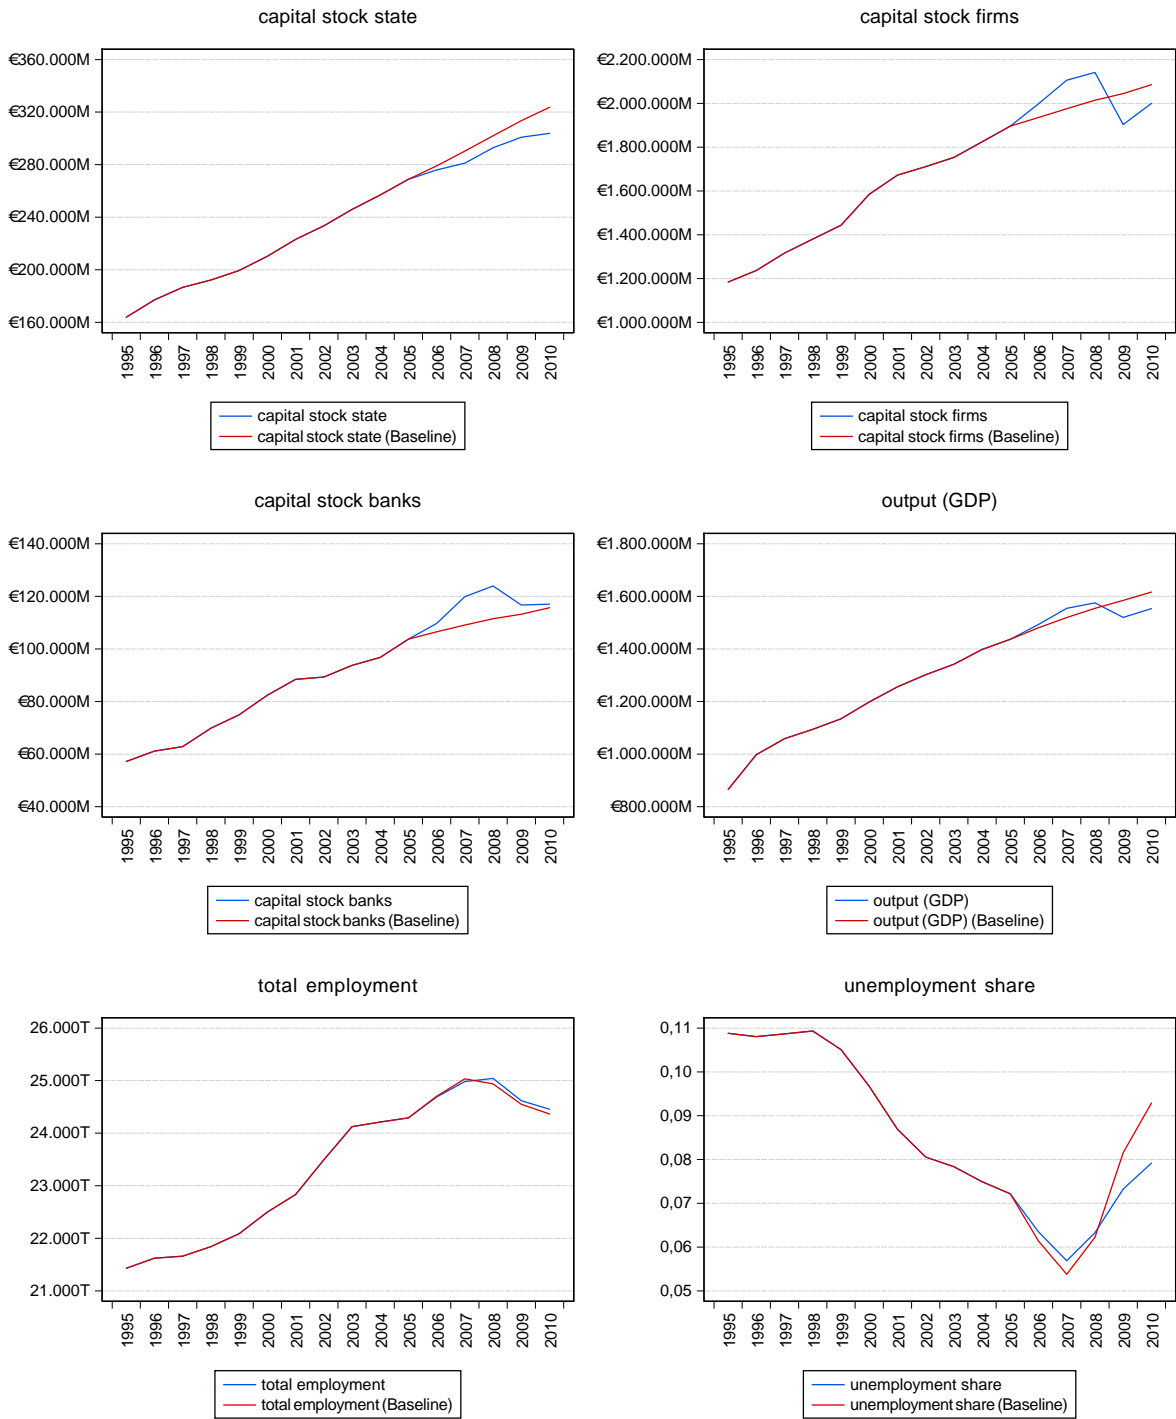 capital stock state
€360.000M
€320.000M
€280.000M
€240.000M
€200.000M
€160.000M
1995 1996 1997 1998 1999 2000 2001 2002 2003 2004 2005 2006 2007 2008 2009 2010
capital stock state
capital stock state (Baseline)
capital stock firms
€2.200.000M
€2.000.000M
€1.800.000M
€1.600.000M
€1.400.000M
€1.200.000M
€1.000.000M
1995 1996 1997 1998 1999 2000 2001 2002 2003 2004 2005 2006 2007 2008 2009 2010
capital stock firms
capital stock firms (Baseline)
capital stock banks
€140.000M
€120.000M
€100.000M
€80.000M
€60.000M
€40.000M
1995 1996 1997 1998 1999 2000 2001 2002 2003 2004 2005 2006 2007 2008 2009 2010
capital stock banks
capital stock banks (Baseline)
output (GDP)
€1.800.000M
€1.600.000M
€1.400.000M
€1.200.000M
€1.000.000M
€800.000M
1995 1996 1997 1998 1999 2000 2001 2002 2003 2004 2005 2006 2007 2008 2009 2010
output (GDP)
output (GDP) (Baseline)
total employment
26.000T
25.000T
24.000T
23.000T
22.000T
21.000T
1995 1996 1997 1998 1999 2000 2001 2002 2003 2004 2005 2006 2007 2008 2009 2010
total employment
total employment (Baseline)
unemployment share
0,11
0,10
0,09
0,08
0,07
0,06
0,05
1995 1996 1997 1998 1999 2000 2001 2002 2003 2004 2005 2006 2007 2008 2009 2010
unemployment share
unemployment share (Baseline)